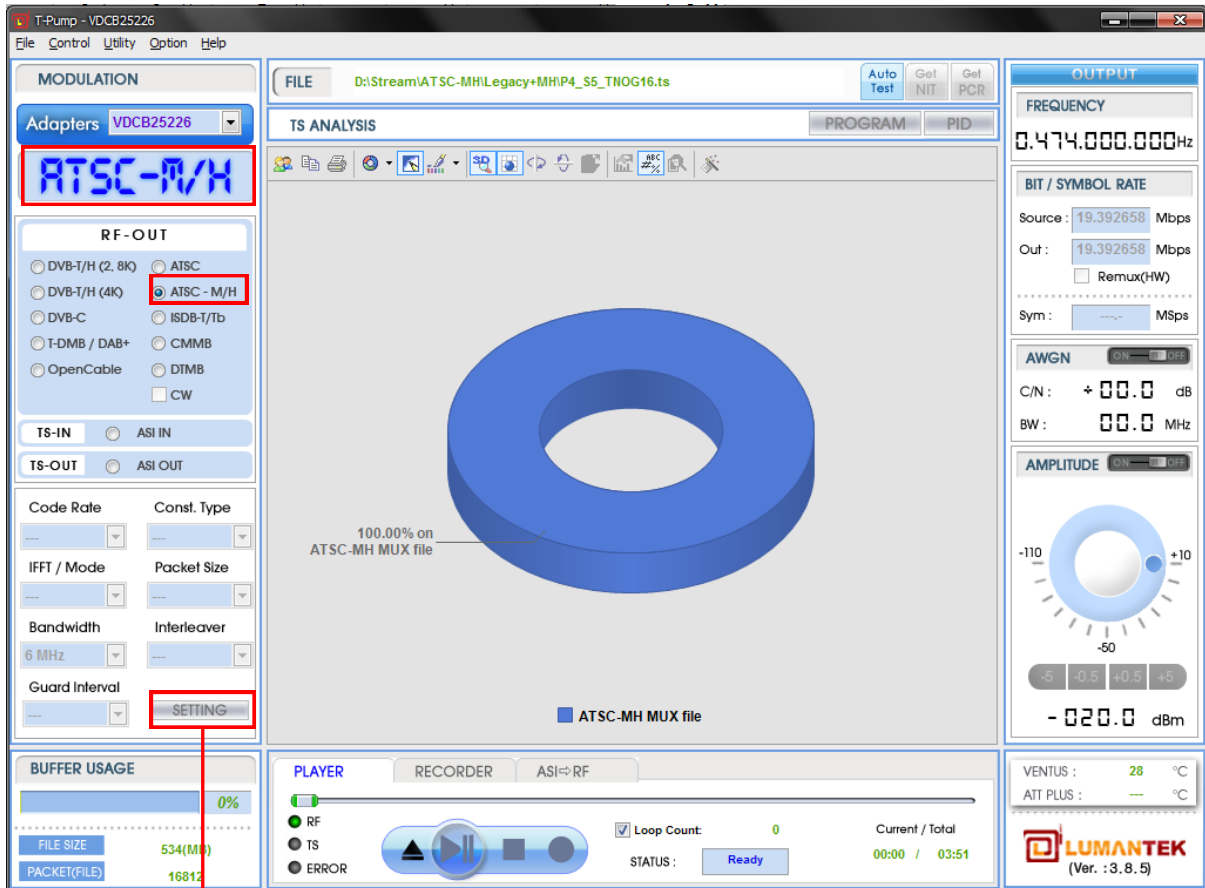 T-Pump - VDCB25226
File Control Utility Option Help
MODULATION
Adapters VDCB25226
ATSC-M/H
RF-OUT
DVB-T/H (2, 8K) ATSC
DVB-T/H (4K) ATSC - M/H
DVB-C ISDB-T/Tb
T-DMB / DAB+ CMMB
OpenCable DTMB
CW
TS-IN ASI IN
TS-OUT ASI OUT
Code Rate Const. Type
--- ---
IFFT / Mode Packet Size
--- ---
Bandwidth Interleaver
6 MHz ---
Guard Interval
--- SETTING
BUFFER USAGE
0%
FILE SIZE 534(MB)
PACKET(FILE) 16812
FILE D:\Stream\ATSC-MH\Legacy+MH\P4_S5_TNOG16.ts Auto Test Get NIT Get PCR
TS ANALYSIS PROGRAM PID
3D ABC #%
100.00% on
ATSC-MH MUX file
ATSC-MH MUX file
PLAYER RECORDER ASI⇨RF
RF
TS
ERROR
Loop Count: 0
STATUS : Ready
Current / Total
00:00 / 03:51
OUTPUT
FREQUENCY
0.474.000.000Hz
BIT / SYMBOL RATE
Source : 19.392658 Mbps
Out : 19.392658 Mbps
Remux(HW)
Sym : ---.- MSps
AWGN ON OFF
C/N : +00.0 dB
BW : 00.0 MHz
AMPLITUDE ON OFF
-110 +10
-50
-5 -0.5 +0.5 +5
-020.0 dBm
VENTUS : 28 °C
ATT PLUS : --- °C
LUMANTEK
(Ver. : 3.8.5)